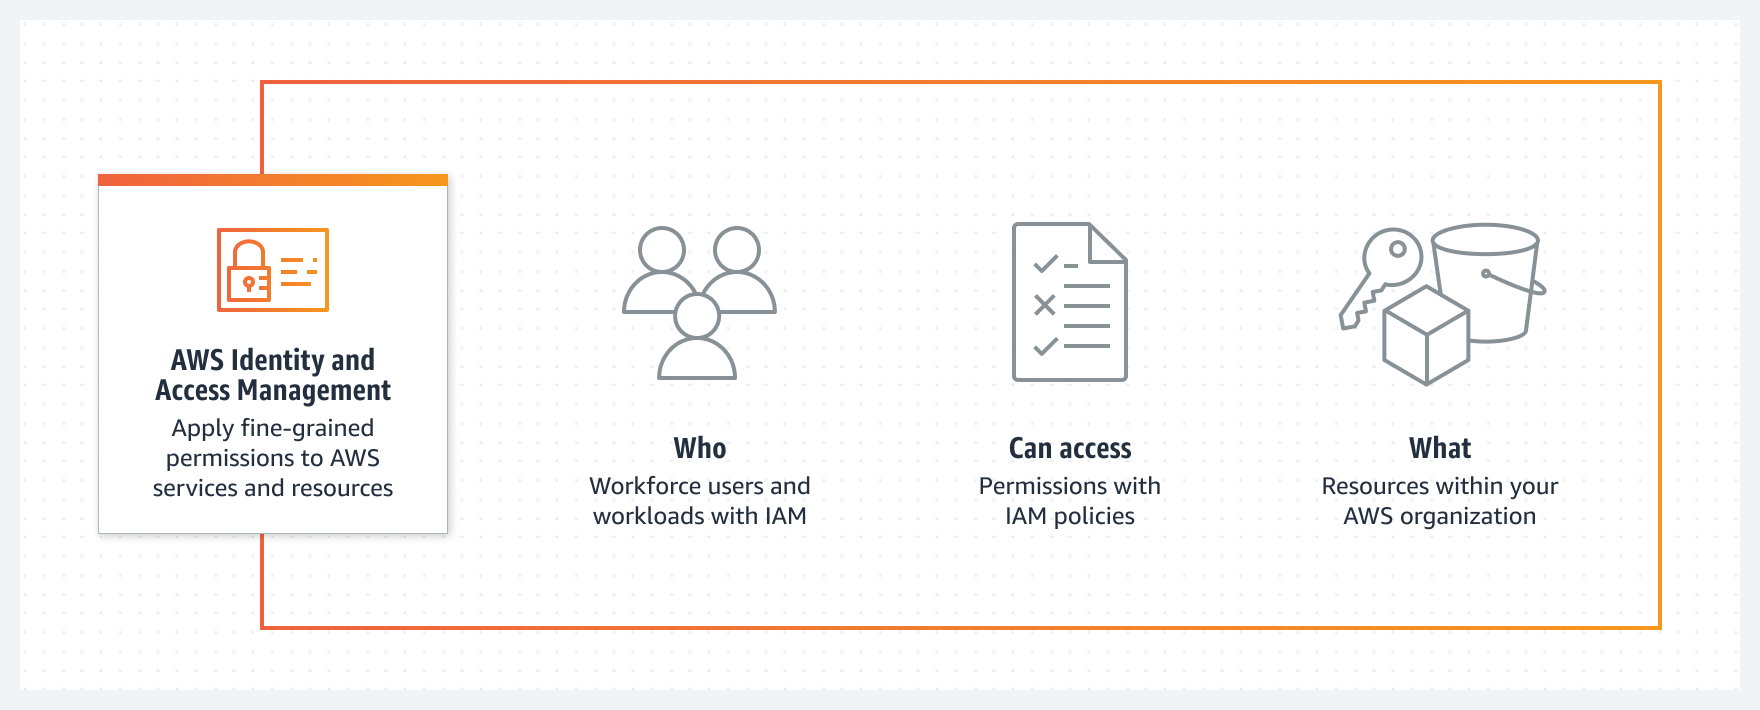 AWS Identity and
Access Management
Apply fine-grained
permissions to AWS
services and resources
Who
Workforce users and
workloads with IAM
Can access
Permissions with
IAM policies
What
Resources within your
AWS organization